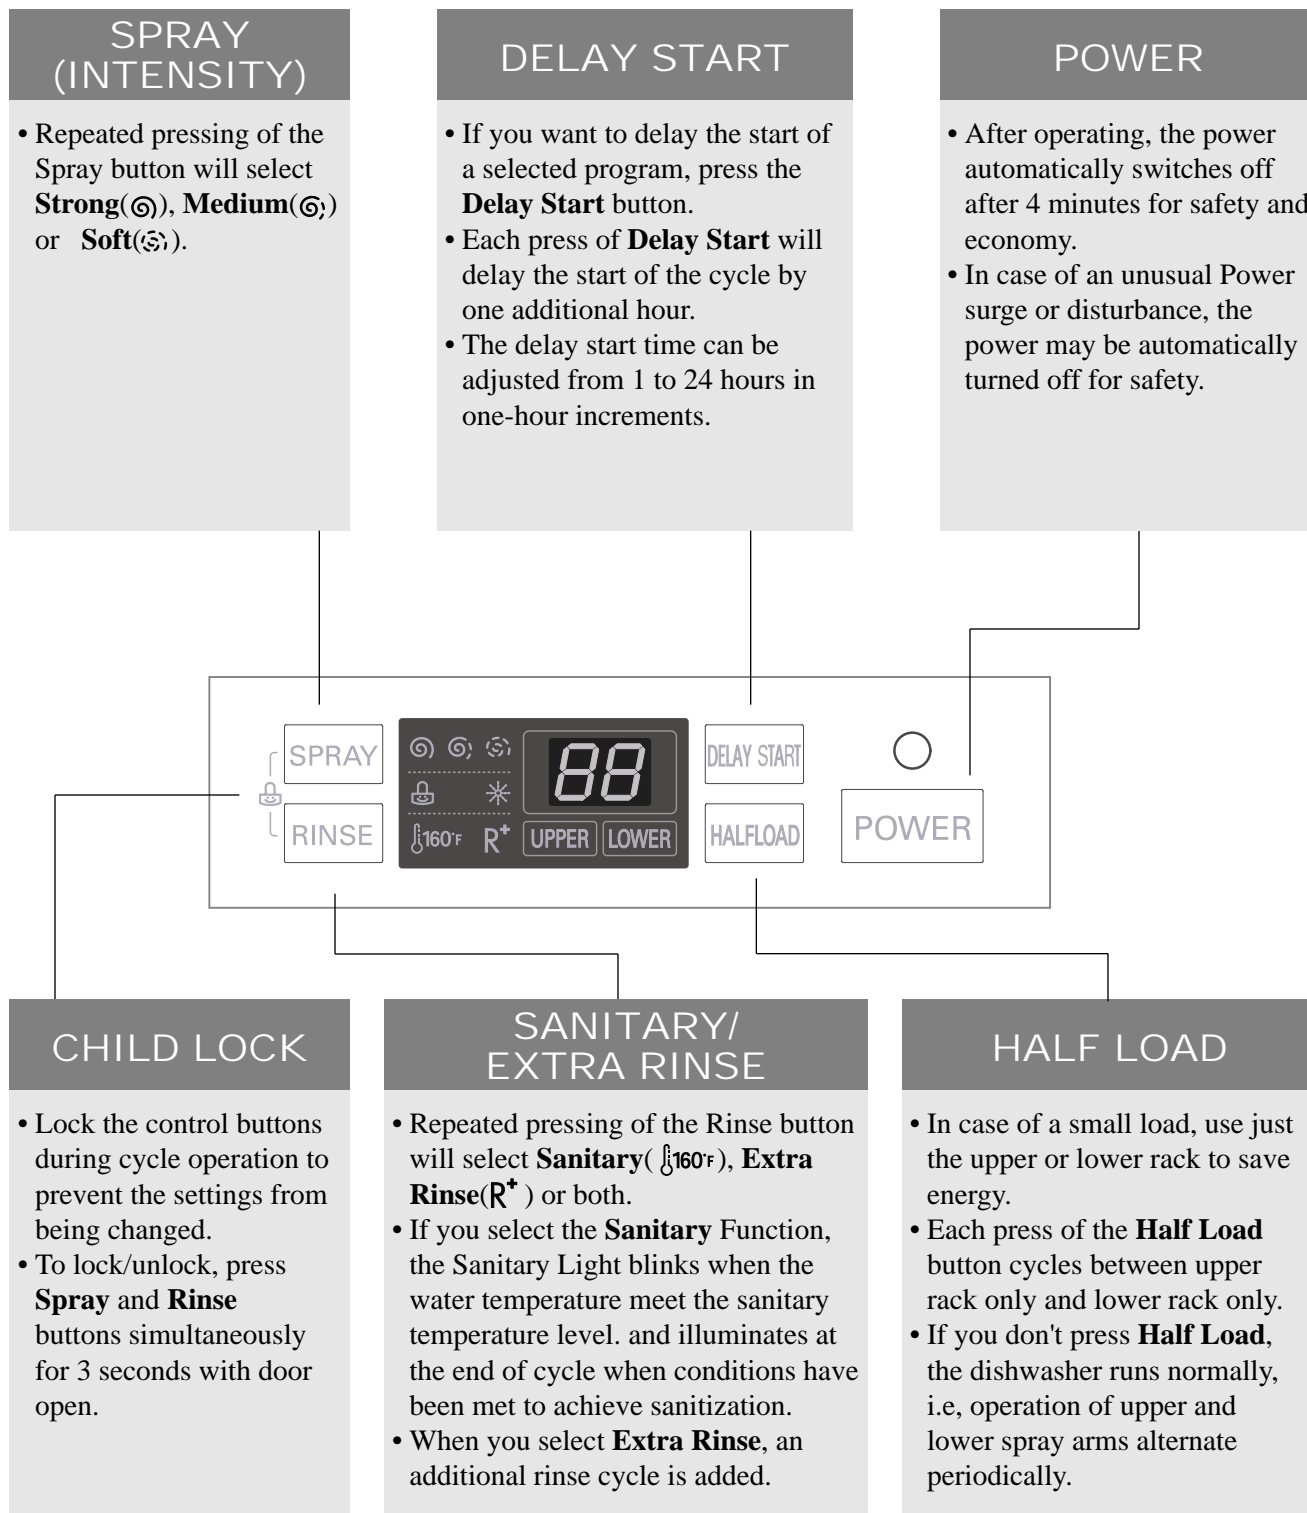 SPRAY
(INTENSITY)
• Repeated pressing of the
Spray button will select
Strong(), Medium()
or Soft().
DELAY START
• If you want to delay the start of
a selected program, press the
Delay Start button.
• Each press of Delay Start will
delay the start of the cycle by
one additional hour.
• The delay start time can be
adjusted from 1 to 24 hours in
one-hour increments.
POWER
• After operating, the power
automatically switches off
after 4 minutes for safety and
economy.
• In case of an unusual Power
surge or disturbance, the
power may be automatically
turned off for safety.
SPRAY
RINSE
88
160°F R+ UPPER LOWER
DELAY START
HALFLOAD
POWER
CHILD LOCK
• Lock the control buttons
during cycle operation to
prevent the settings from
being changed.
• To lock/unlock, press
Spray and Rinse
buttons simultaneously
for 3 seconds with door
open.
SANITARY/
EXTRA RINSE
• Repeated pressing of the Rinse button
will select Sanitary( 160°F), Extra
Rinse(R+ ) or both.
• If you select the Sanitary Function,
the Sanitary Light blinks when the
water temperature meet the sanitary
temperature level. and illuminates at
the end of cycle when conditions have
been met to achieve sanitization.
• When you select Extra Rinse, an
additional rinse cycle is added.
HALF LOAD
• In case of a small load, use just
the upper or lower rack to save
energy.
• Each press of the Half Load
button cycles between upper
rack only and lower rack only.
• If you don't press Half Load,
the dishwasher runs normally,
i.e, operation of upper and
lower spray arms alternate
periodically.